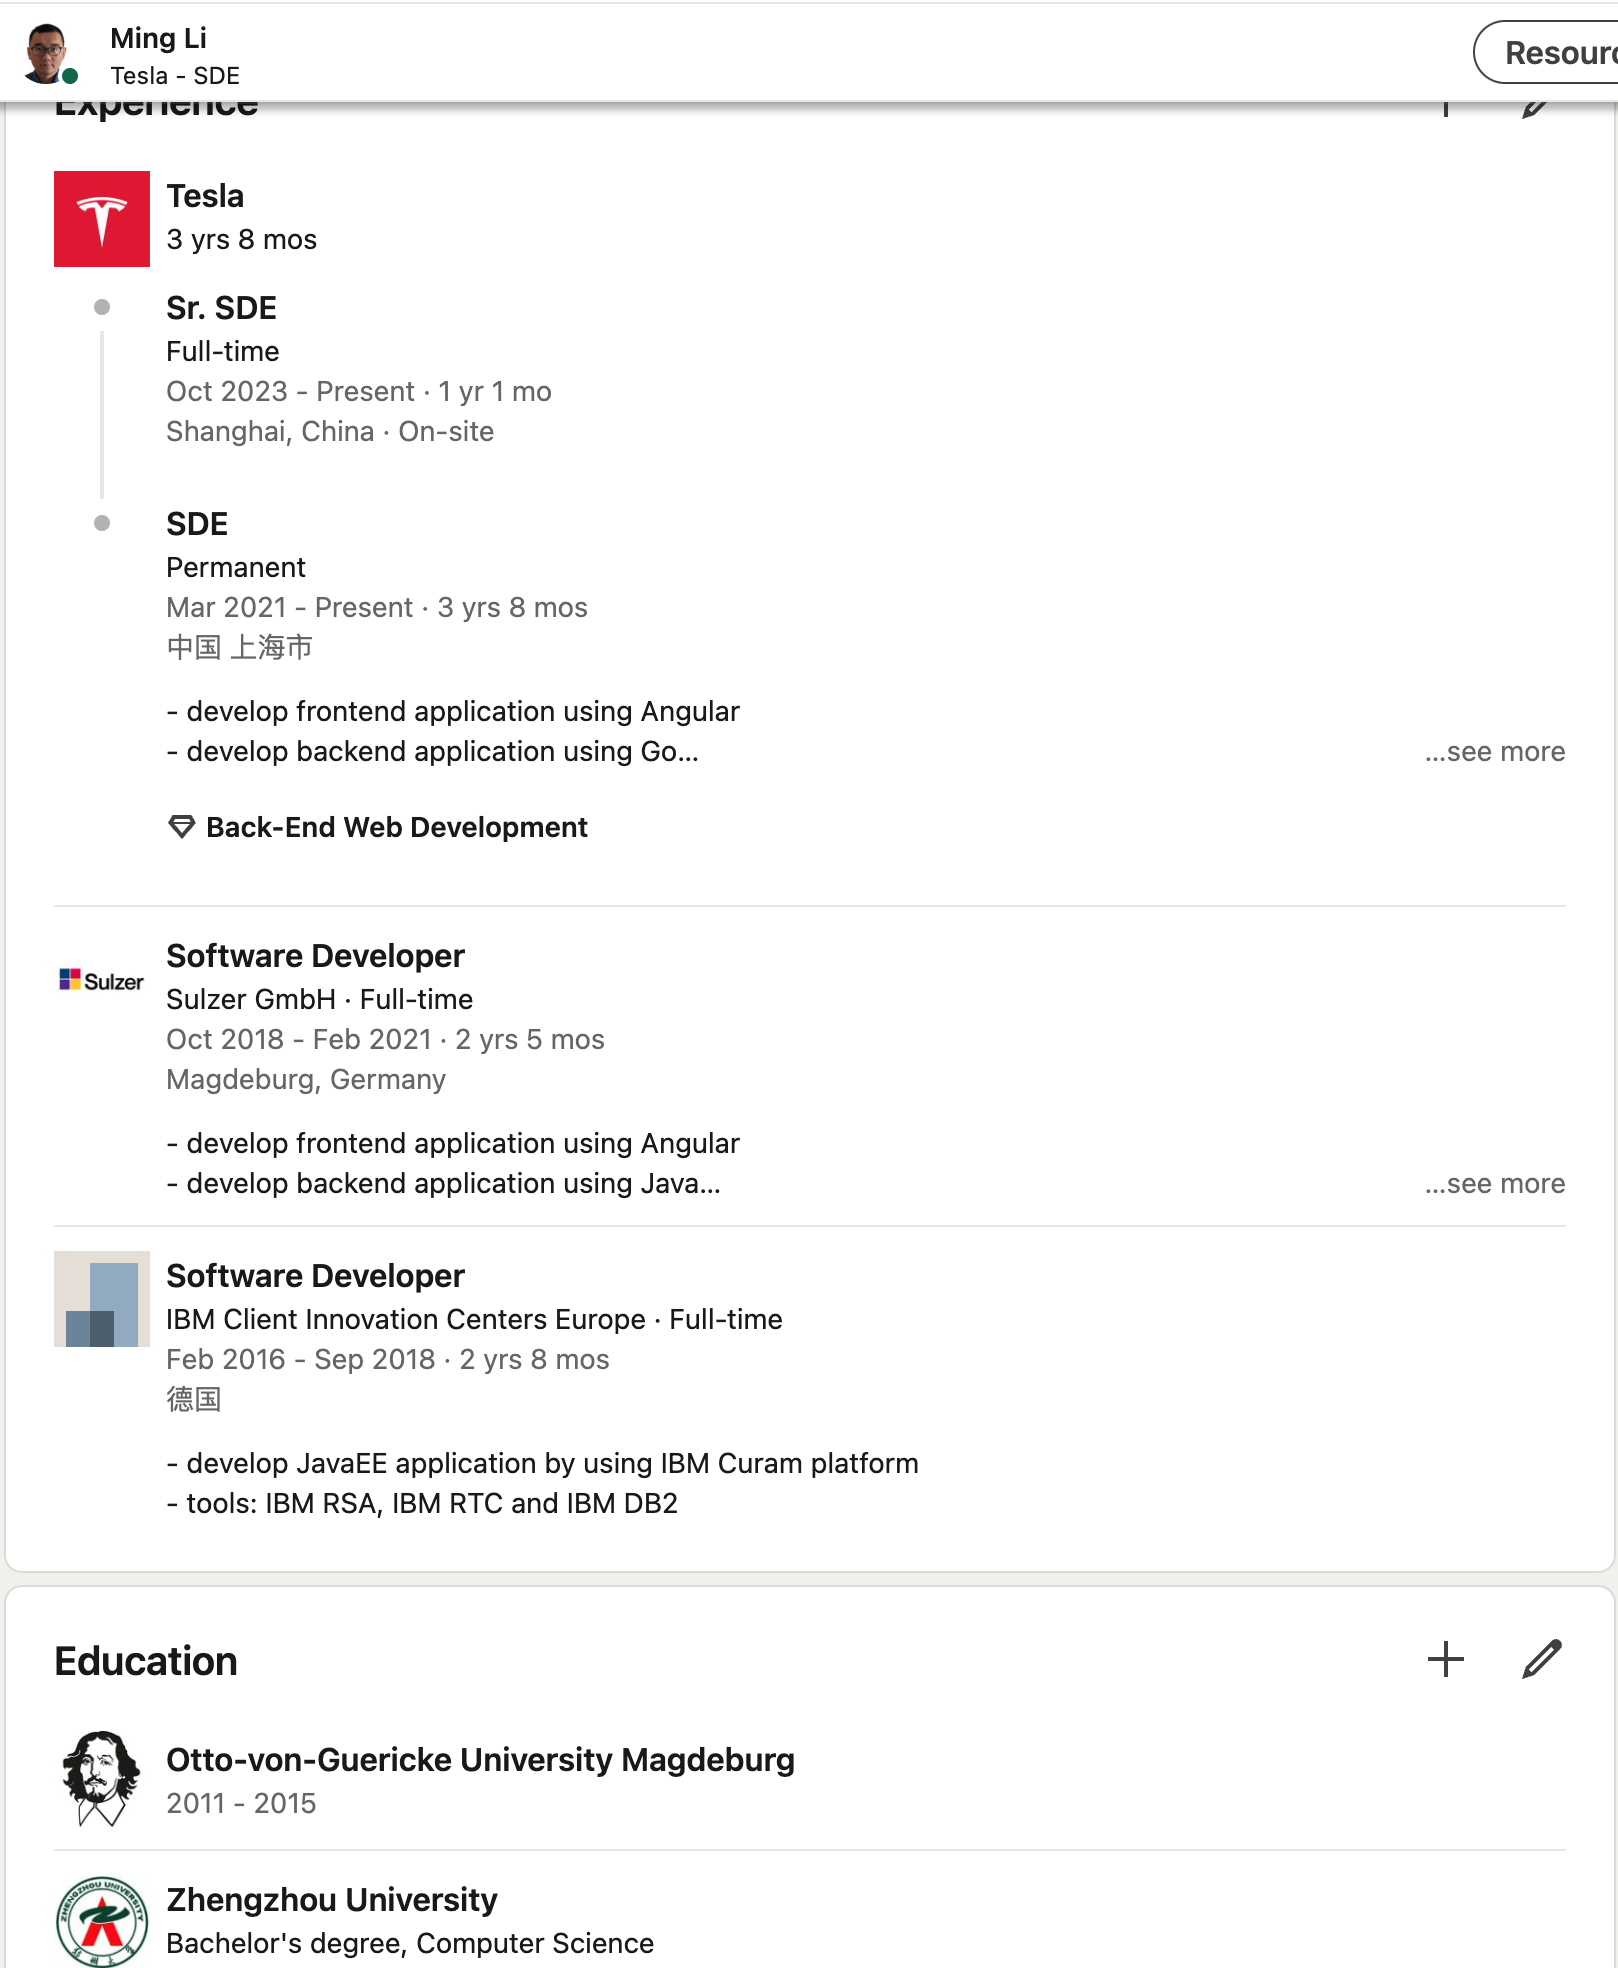 Ming Li
Tesla - SDE
Resourc
Experience
Tesla
3 yrs 8 mos
Sr. SDE
Full-time
Oct 2023 - Present · 1 yr 1 mo
Shanghai, China · On-site
SDE
Permanent
Mar 2021 - Present · 3 yrs 8 mos
中国 上海市
- develop frontend application using Angular
- develop backend application using Go...
...see more
Back-End Web Development
Sulzer
Software Developer
Sulzer GmbH · Full-time
Oct 2018 - Feb 2021 · 2 yrs 5 mos
Magdeburg, Germany
- develop frontend application using Angular
- develop backend application using Java...
...see more
Software Developer
IBM Client Innovation Centers Europe · Full-time
Feb 2016 - Sep 2018 · 2 yrs 8 mos
德国
- develop JavaEE application by using IBM Curam platform
- tools: IBM RSA, IBM RTC and IBM DB2
Education
Otto-von-Guericke University Magdeburg
2011 - 2015
ZHENGZHOU UNIVERSITY
Zhengzhou University
Bachelor's degree, Computer Science